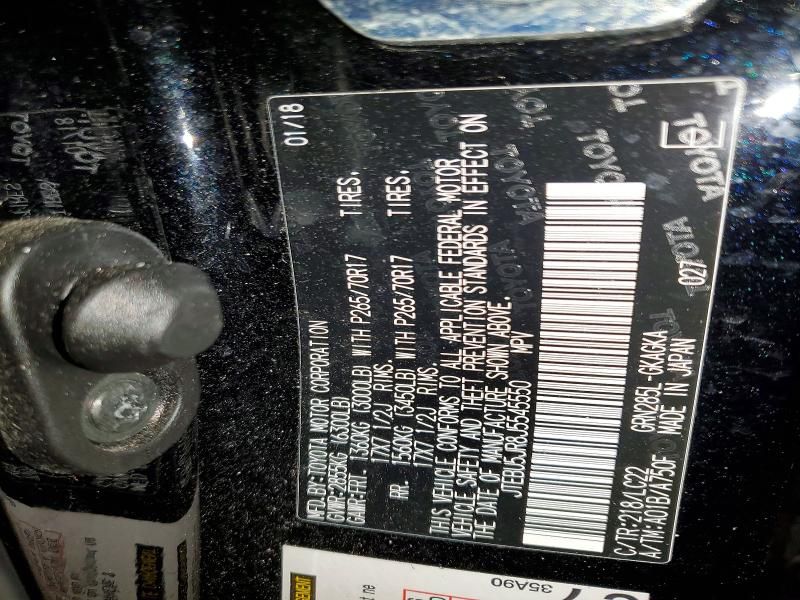 MFD. BY: TOYOTA MOTOR CORPORATION 01/18
GVWR: 2855KG (6300LB)
GAWR: FRT. 1360KG (3000LB) WITH P265/70R17 TIRES.
17X7 1/2J RIMS.
RR. 1560KG (3450LB) WITH P265/70R17 TIRES.
17X7 1/2J RIMS.
THIS VEHICLE CONFORMS TO ALL APPLICABLE FEDERAL MOTOR
VEHICLE SAFETY AND THEFT PREVENTION STANDARDS IN EFFECT ON
THE DATE OF MANUFACTURE SHOWN ABOVE.
JTEBU5JR8J5545550 MPV
C/TR: 218/LC22 GRN285L-GKAGKA 027
A/TM: A01B/A750F MADE IN JAPAN
TOYOTA
35A90